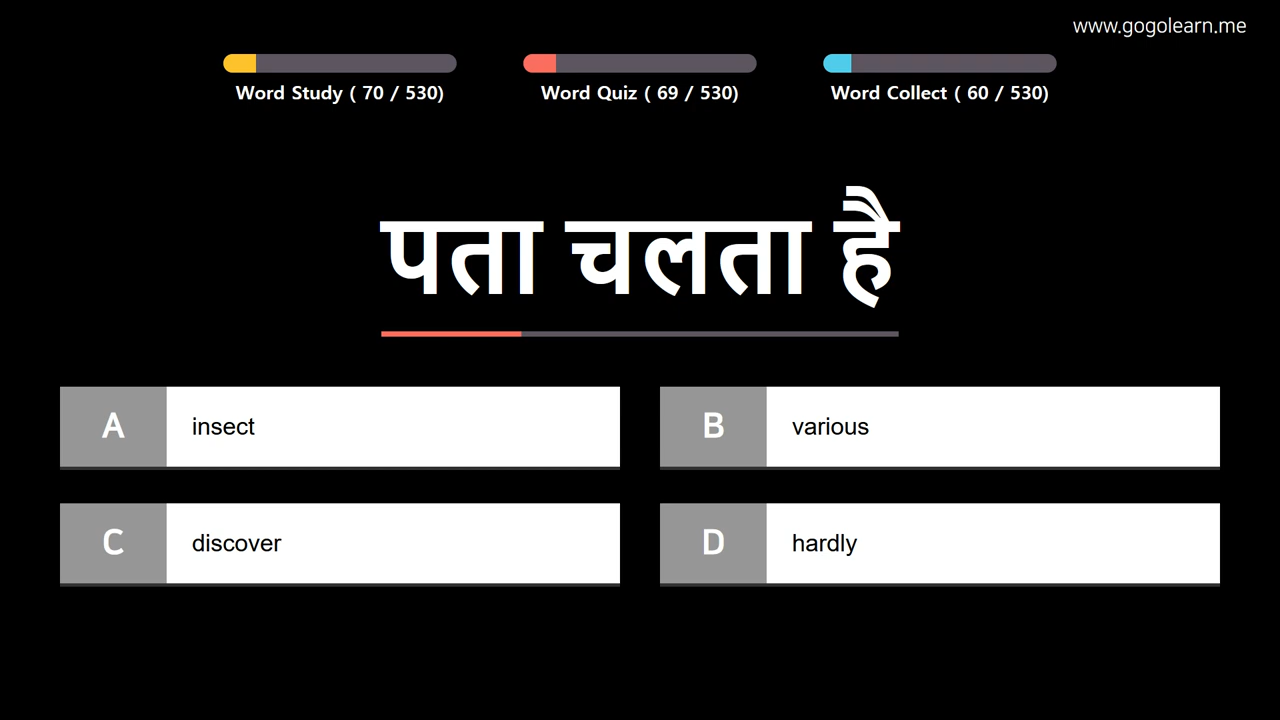 www.gogolearn.me
Word Study ( 70 / 530)
Word Quiz ( 69 / 530)
Word Collect ( 60 / 530)
पता चलता है
A insect
B various
C discover
D hardly